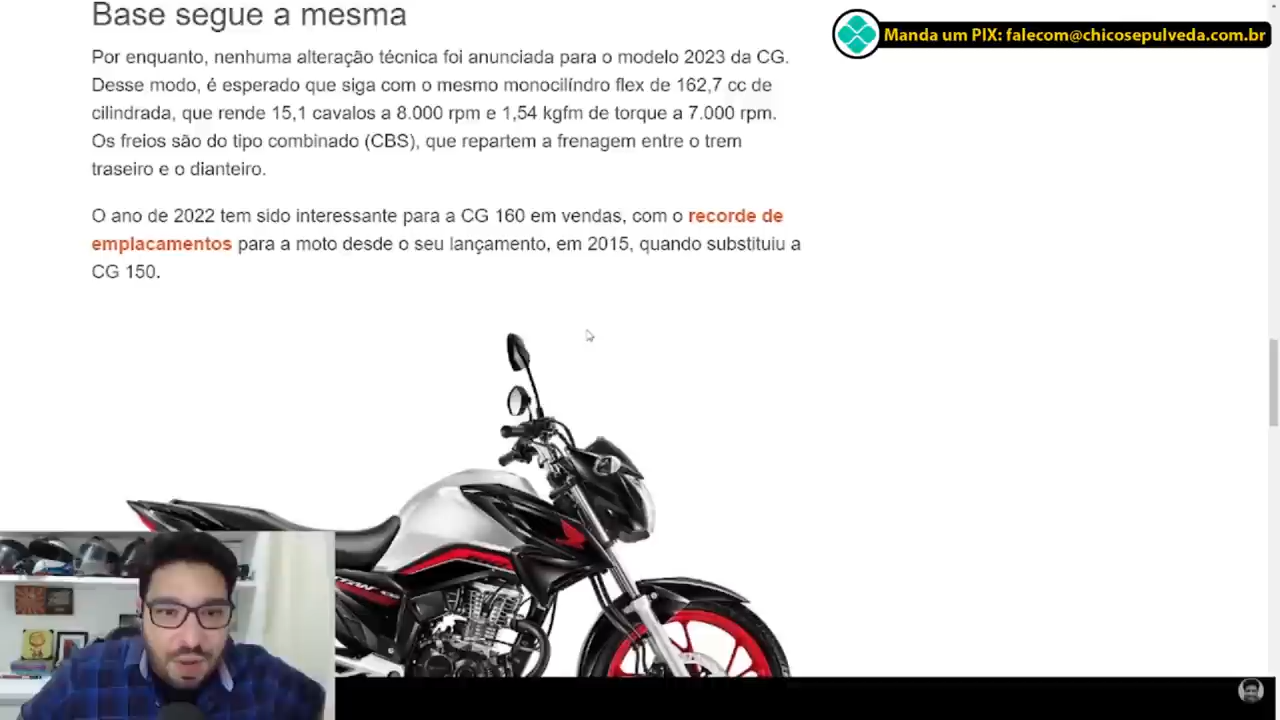 Base segue a mesma
Manda um PIX: falecom@chicosepulveda.com.br
Por enquanto, nenhuma alteração técnica foi anunciada para o modelo 2023 da CG.
Desse modo, é esperado que siga com o mesmo monocilíndro flex de 162,7 cc de
cilindrada, que rende 15,1 cavalos a 8.000 rpm e 1,54 kgfm de torque a 7.000 rpm.
Os freios são do tipo combinado (CBS), que repartem a frenagem entre o trem
traseiro e o dianteiro.
O ano de 2022 tem sido interessante para a CG 160 em vendas, com o recorde de
emplacamentos para a moto desde o seu lançamento, em 2015, quando substituiu a
CG 150.